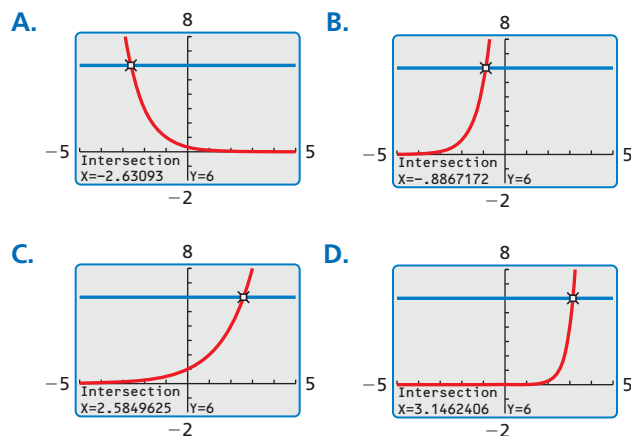 A.
8
-5
5
Intersection
X=-2.63093 Y=6
-2
B.
8
-5
5
Intersection
X=-.8867172 Y=6
-2
C.
8
-5
5
Intersection
X=2.5849625 Y=6
-2
D.
8
-5
5
Intersection
X=3.1462406 Y=6
-2